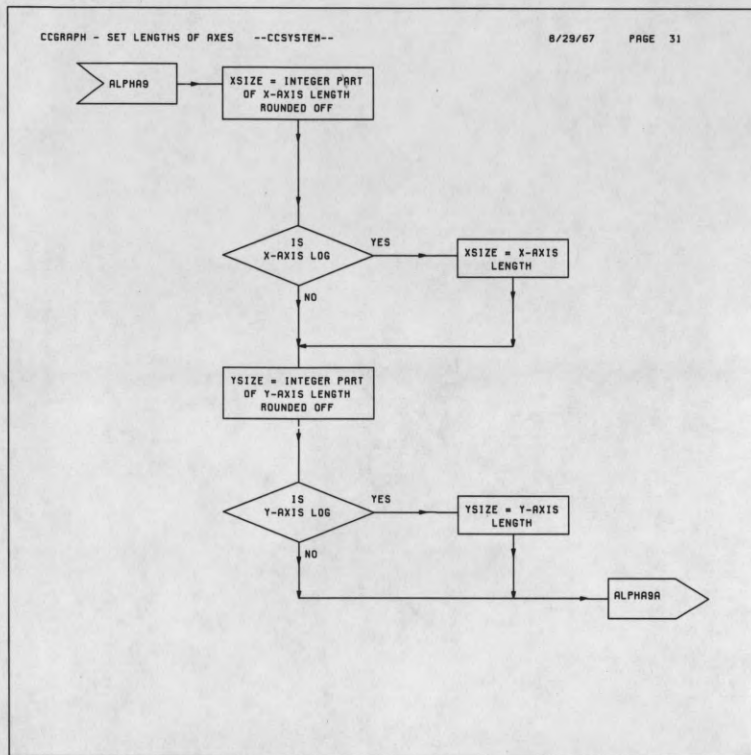 CCGRAPH - SET LENGTHS OF AXES --CCSYSTEM-- 8/29/67 PAGE 31
ALPHA9
XSIZE = INTEGER PART
OF X-AXIS LENGTH
ROUNDED OFF
IS
X-AXIS LOG
YES
XSIZE = X-AXIS
LENGTH
NO
YSIZE = INTEGER PART
OF Y-AXIS LENGTH
ROUNDED OFF
IS
Y-AXIS LOG
YES
YSIZE = Y-AXIS
LENGTH
NO
ALPHA9A